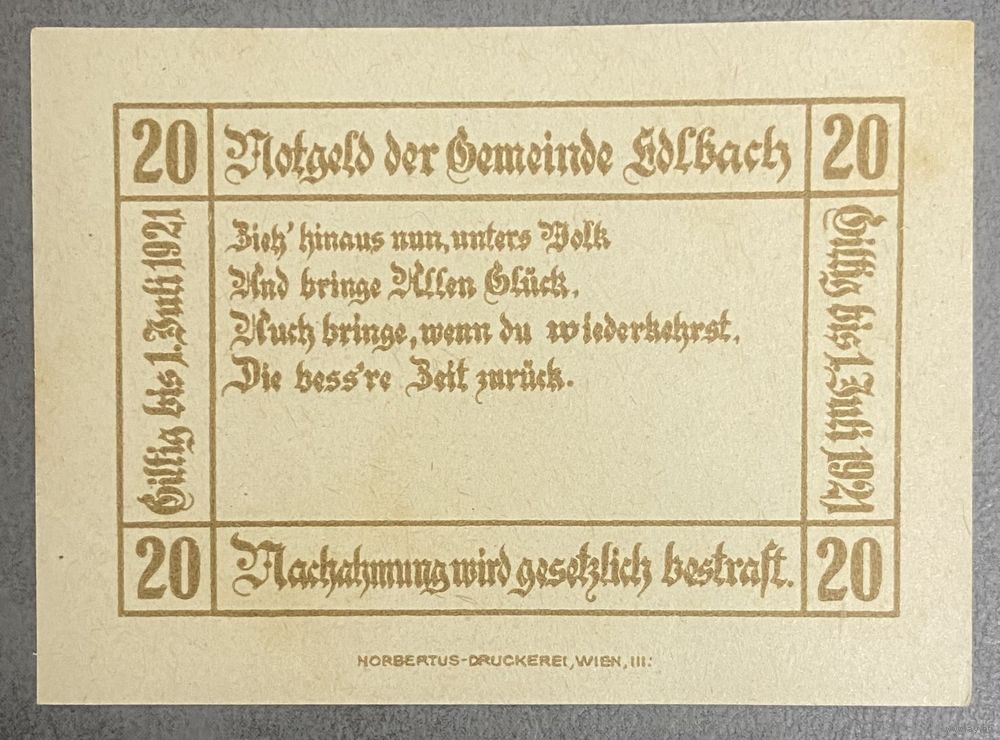 20 Notgeld der Gemeinde Edlbach 20
Giltig bis 1. Juli 1921
Zieh' hinaus nun, unters Volk
Und bringe Allen Glück,
Auch bringe, wenn du wiederkehrst,
Die bess're Zeit zurück.
Giltig bis 1. Juli 1921
20 Nachahmung wird gesetzlich bestraft. 20
NORBERTUS-DRUCKEREI, WIEN, III.